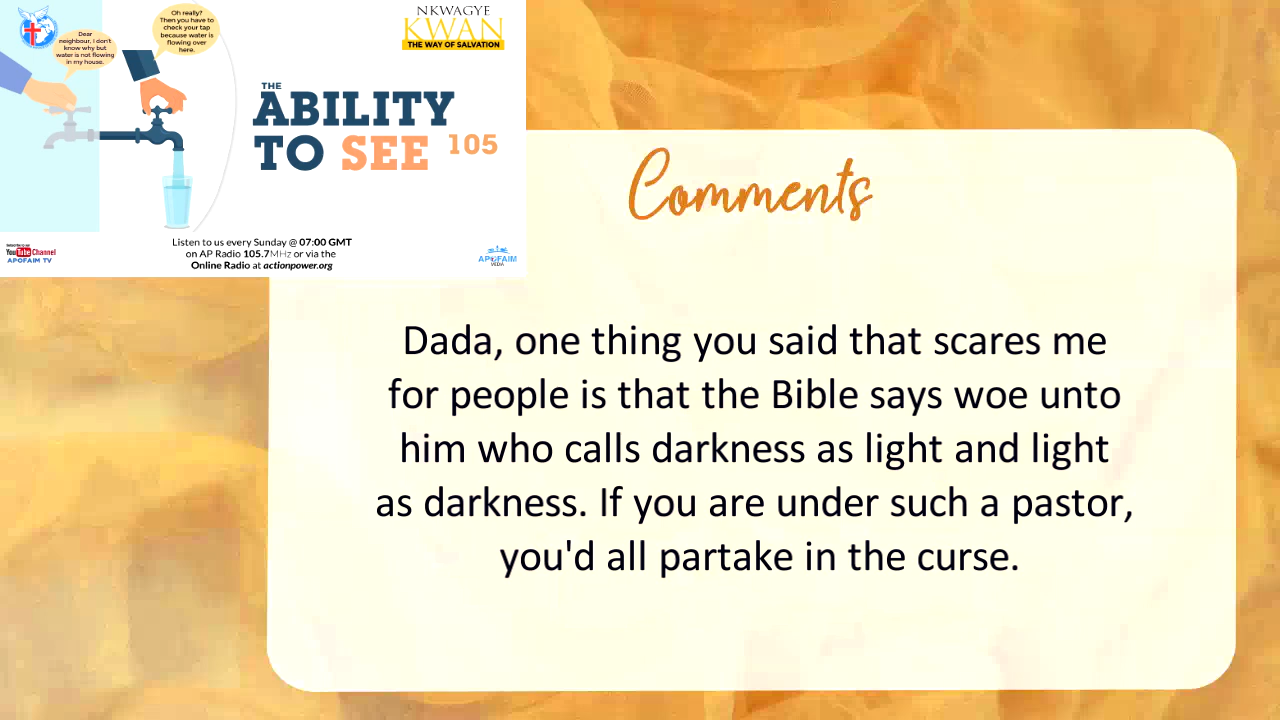 Dear
neighbour, I don't
know why but
water is not flowing
in my house.
Oh really?
Then you have to
check your tap
because water is
flowing over
here.
NKWAGYE
KWAN
THE WAY OF SALVATION
THE
ABILITY
TO SEE 105
Listen to us every Sunday @ 07:00 GMT
on AP Radio 105.7MHz or via the
Online Radio at actionpower.org
YouTube Channel
APOFAIM TV
APOFAIM
MEDIA
Comments
Dada, one thing you said that scares me
for people is that the Bible says woe unto
him who calls darkness as light and light
as darkness. If you are under such a pastor,
you'd all partake in the curse.